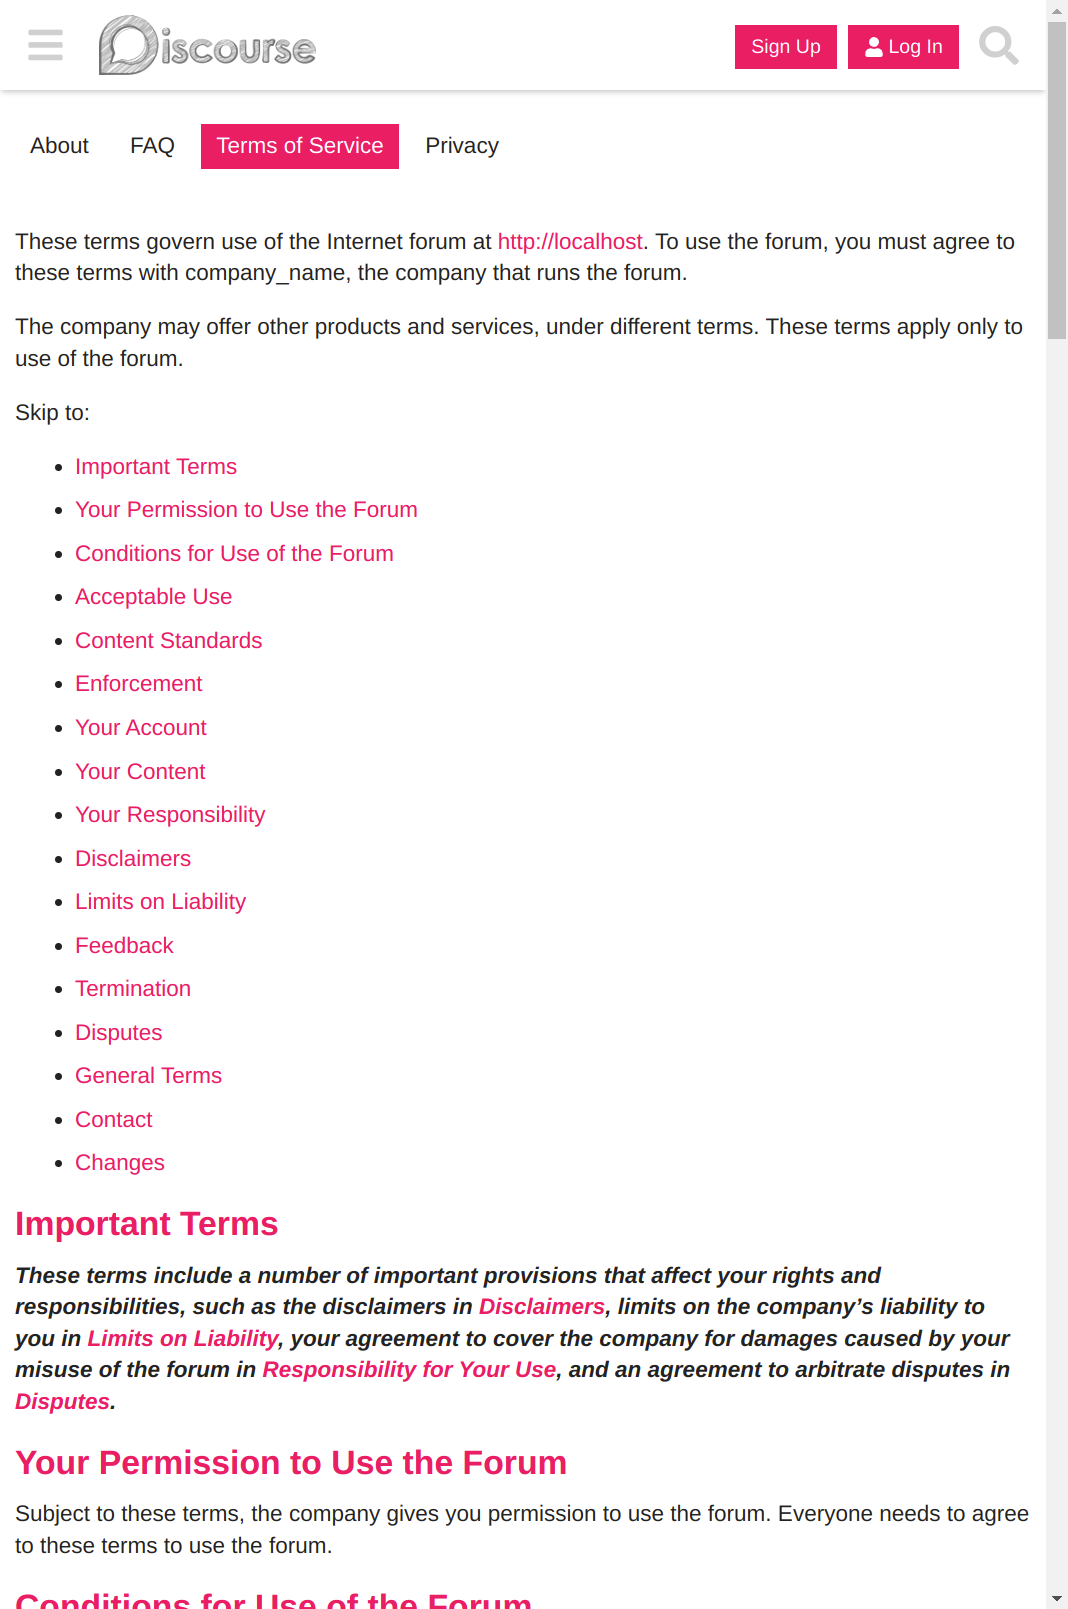 Discourse
Sign Up
Log In
About
FAQ
Terms of Service
Privacy
These terms govern use of the Internet forum at http://localhost. To use the forum, you must agree to
these terms with company_name, the company that runs the forum.
The company may offer other products and services, under different terms. These terms apply only to
use of the forum.
Skip to:
Important Terms
Your Permission to Use the Forum
Conditions for Use of the Forum
Acceptable Use
Content Standards
Enforcement
Your Account
Your Content
Your Responsibility
Disclaimers
Limits on Liability
Feedback
Termination
Disputes
General Terms
Contact
Changes
Important Terms
These terms include a number of important provisions that affect your rights and
responsibilities, such as the disclaimers in Disclaimers, limits on the company’s liability to
you in Limits on Liability, your agreement to cover the company for damages caused by your
misuse of the forum in Responsibility for Your Use, and an agreement to arbitrate disputes in
Disputes.
Your Permission to Use the Forum
Subject to these terms, the company gives you permission to use the forum. Everyone needs to agree
to these terms to use the forum.
Conditions for Use of the Forum